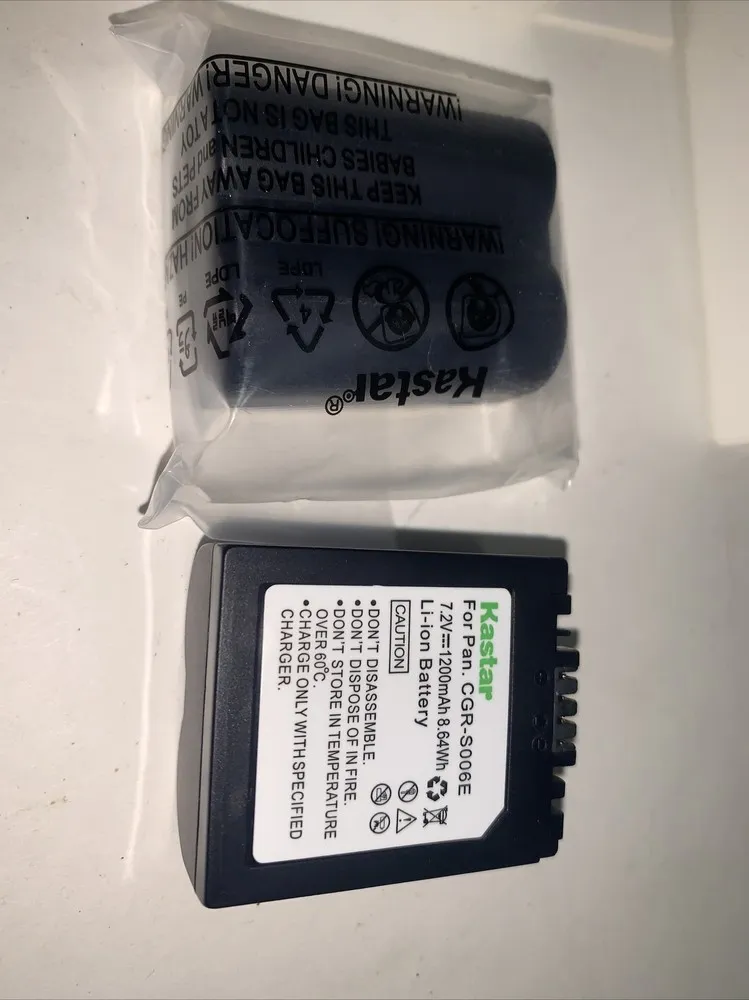 !WARNING! DANGER!
!WARNING
THIS BAG IS NOT A TOY
BABIES CHILDREN and PETS
KEEP THIS BAG AWAY FROM
!WARNING! SUFFOCATION! HAZ
LDPE
LDPE
PE
4
Kastar®
Kastar
For Pan. CGR-S006E
7.2V⎓1200mAh 8.64Wh
Li-ion Battery
CAUTION
•DON'T DISASSEMBLE.
•DON'T DISPOSE OF IN FIRE.
•DON'T STORE IN TEMPERATURE
OVER 60℃.
•CHARGE ONLY WITH SPECIFIED
CHARGER.